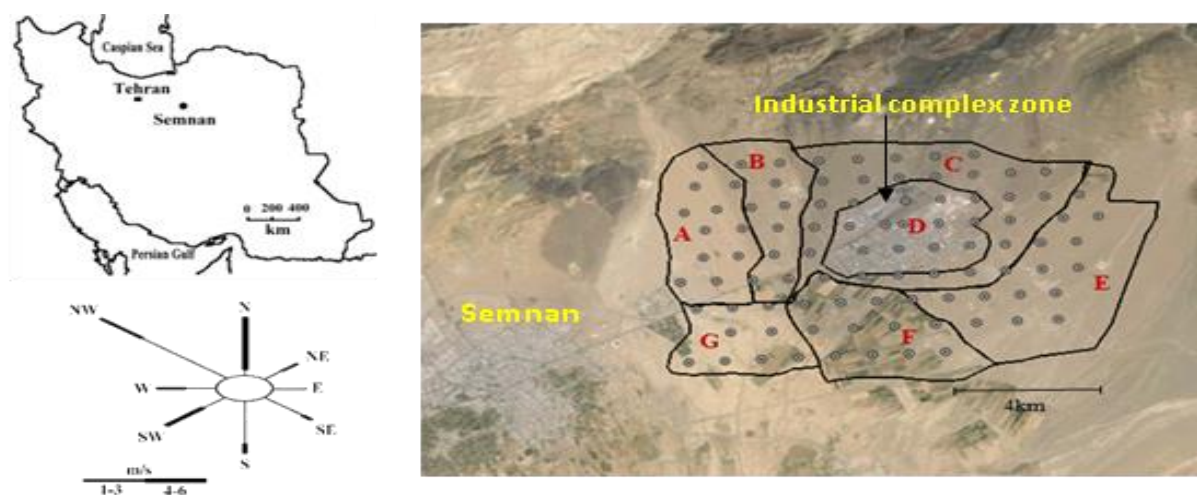 Caspian Sea
Tehran
Semnan
0 200 400
km
Persian Gulf
N
NW
NE
W
E
SW
SE
S
m/s
1-3 4-6
Industrial complex zone
B
C
A
D
E
Semnan
G
F
4km